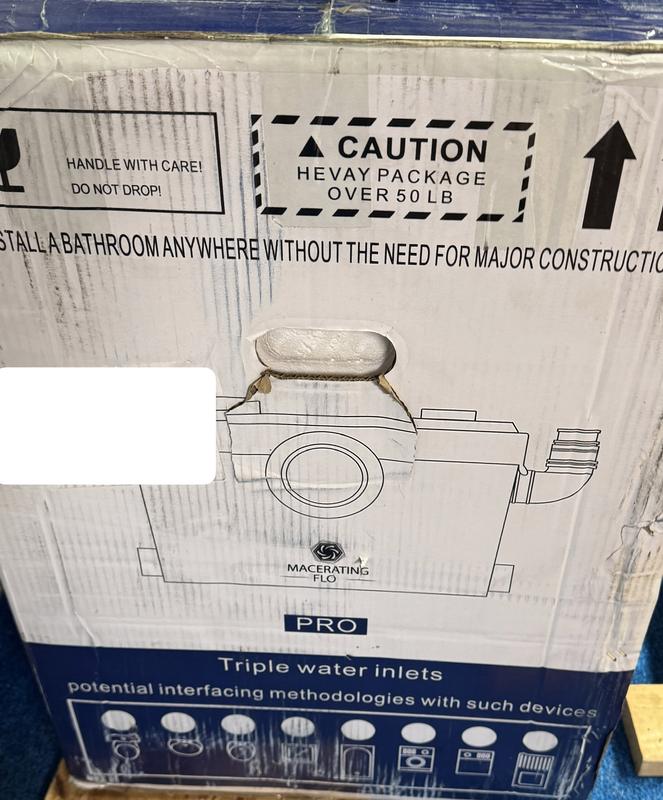 HANDLE WITH CARE!
DO NOT DROP!
CAUTION
HEVAY PACKAGE
OVER 50 LB
STALL A BATHROOM ANYWHERE WITHOUT THE NEED FOR MAJOR CONSTRUCTIO
MACERATING
FLO
PRO
Triple water inlets
potential interfacing methodologies with such devices